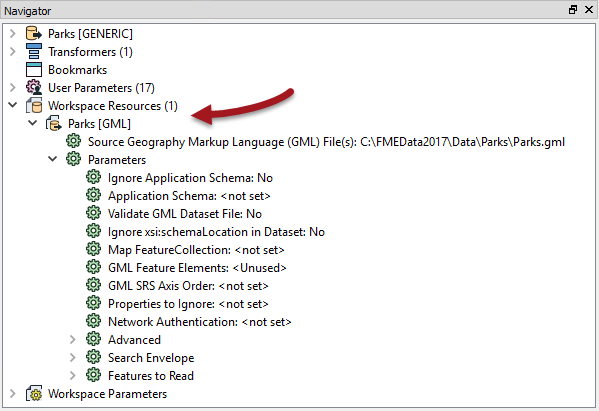 Navigator
Parks [GENERIC]
Transformers (1)
Bookmarks
User Parameters (17)
Workspace Resources (1)
Parks [GML]
Source Geography Markup Language (GML) File(s): C:\FMEData2017\Data\Parks\Parks.gml
Parameters
Ignore Application Schema: No
Application Schema: <not set>
Validate GML Dataset File: No
Ignore xsi:schemaLocation in Dataset: No
Map FeatureCollection: <not set>
GML Feature Elements: <Unused>
GML SRS Axis Order: <not set>
Properties to Ignore: <not set>
Network Authentication: <not set>
Advanced
Search Envelope
Features to Read
Workspace Parameters